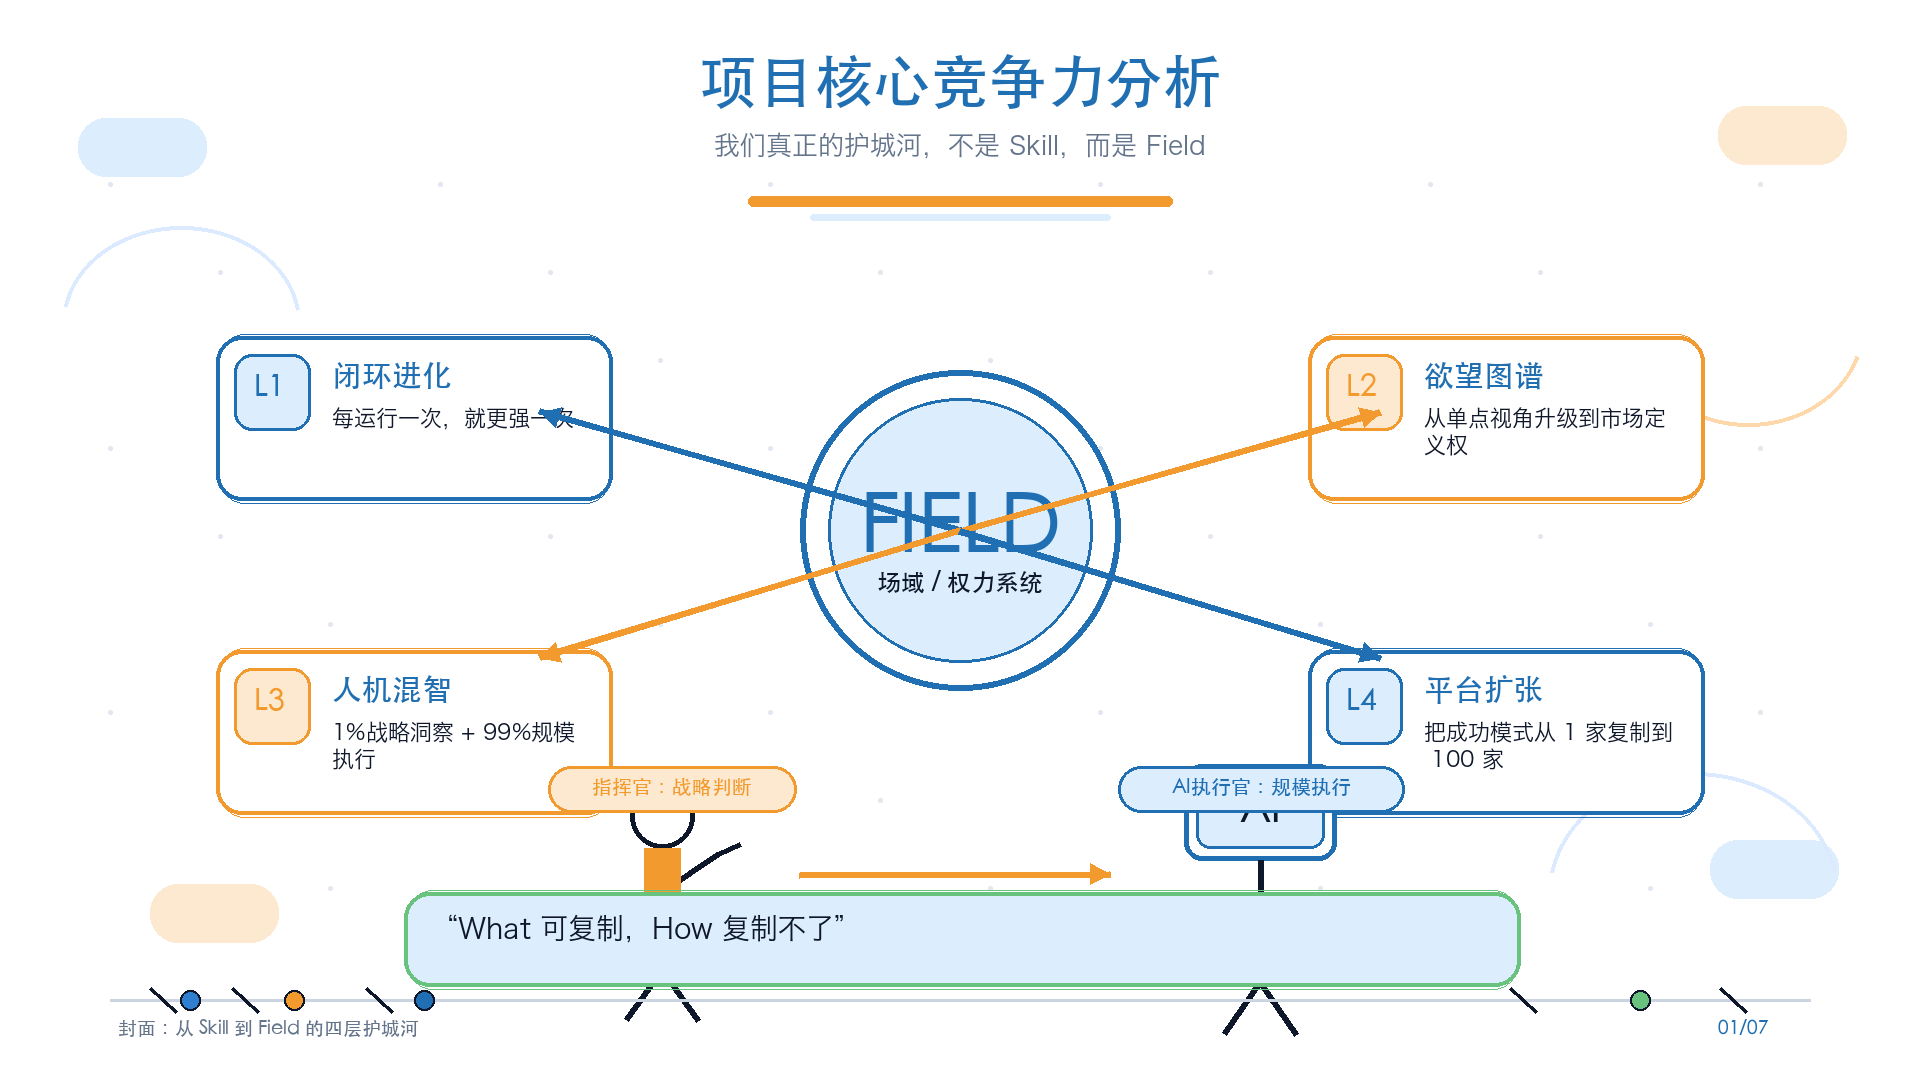 项目核心竞争力分析
我们真正的护城河，不是 Skill，而是 Field
L1
闭环进化
每运行一次，就更强一次
L2
欲望图谱
从单点视角升级到市场定
义权
FIELD
场域 / 权力系统
L3
人机混智
1%战略洞察 + 99%规模
执行
L4
平台扩张
把成功模式从 1 家复制到
100 家
指挥官：战略判断
AI执行官：规模执行
AI
“What 可复制，How 复制不了”
封面：从 Skill 到 Field 的四层护城河
01/07